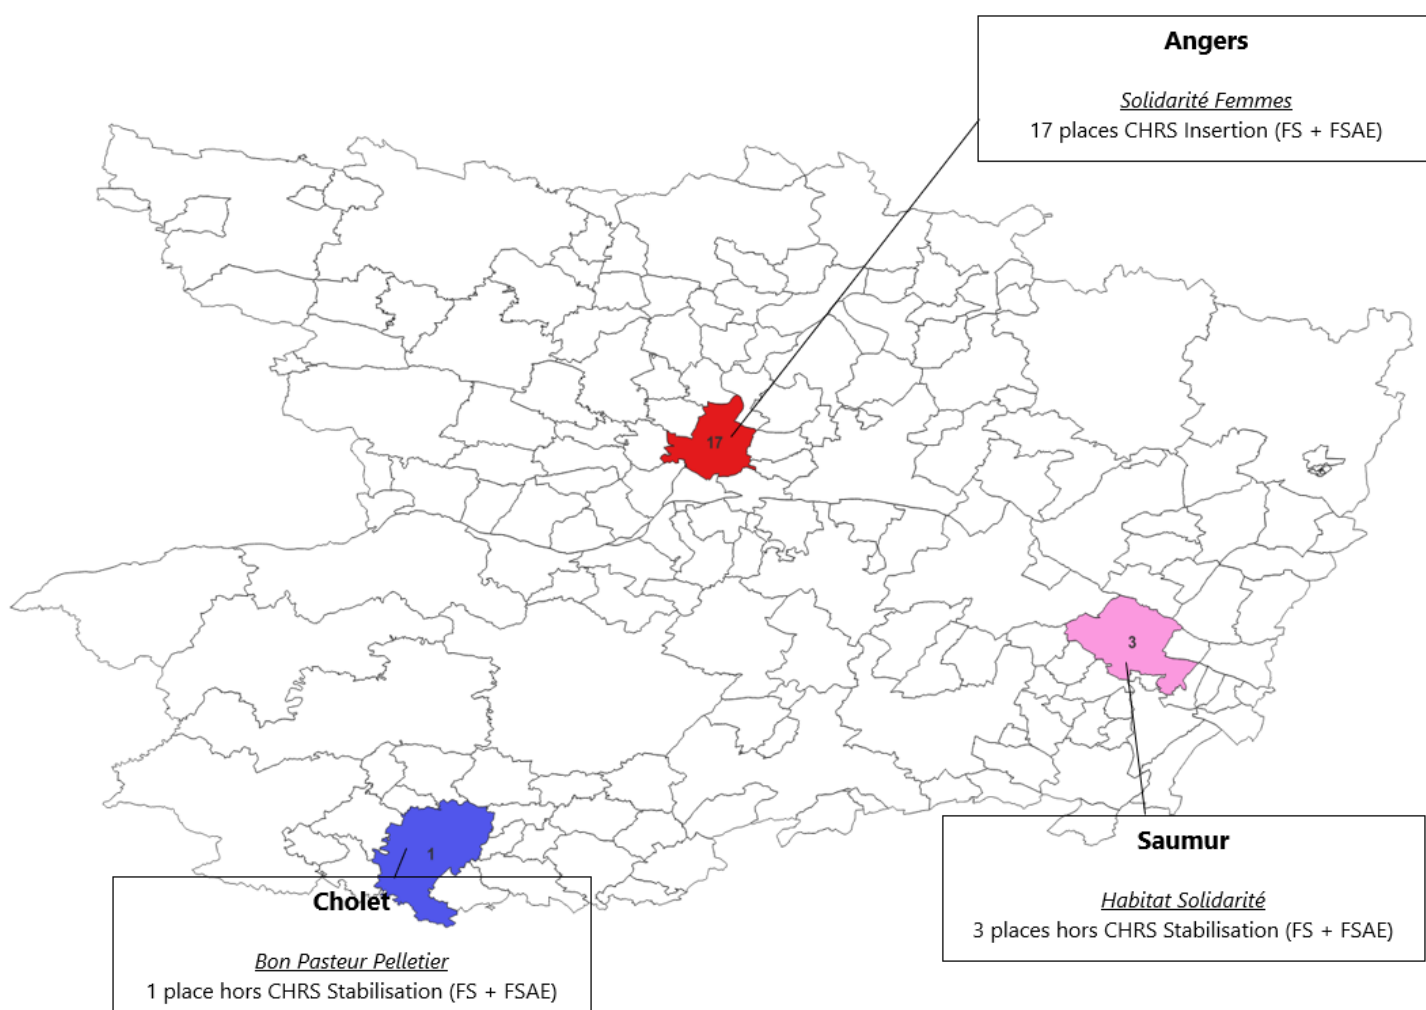 Angers
Solidarité Femmes
17 places CHRS Insertion (FS + FSAE)
17
3
Saumur
Habitat Solidarité
3 places hors CHRS Stabilisation (FS + FSAE)
1
Cholet
Bon Pasteur Pelletier
1 place hors CHRS Stabilisation (FS + FSAE)